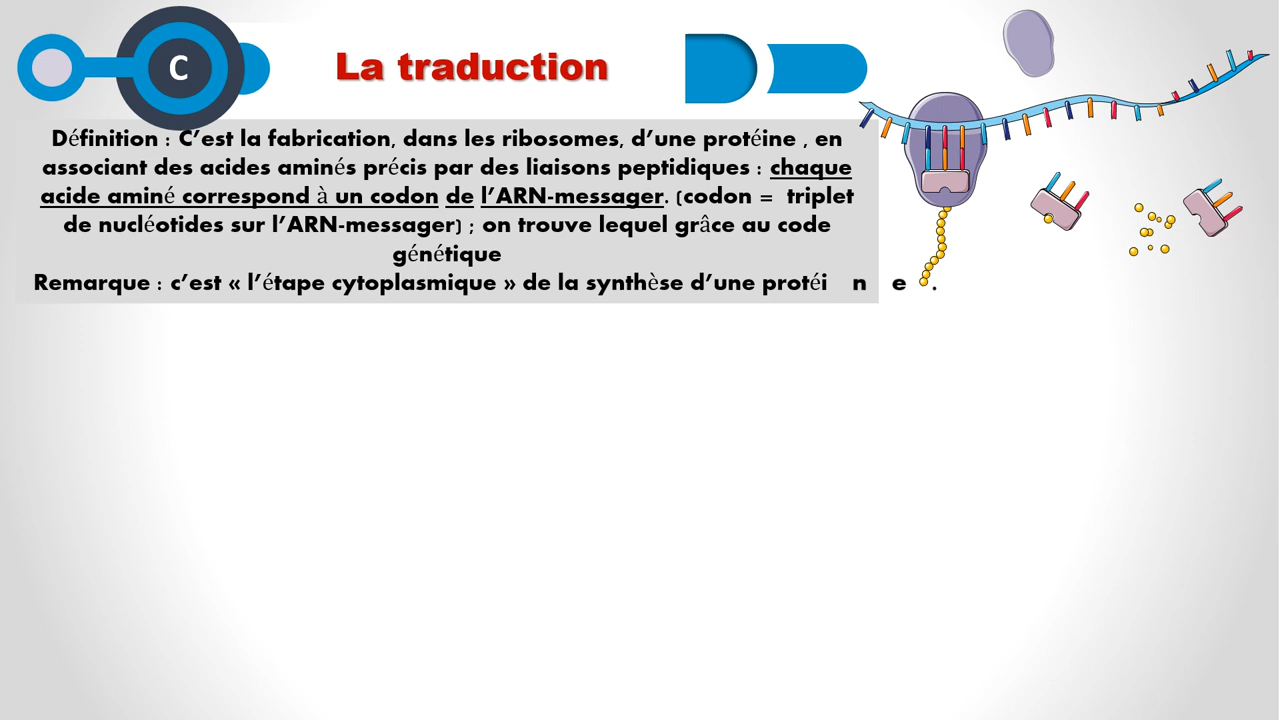 C
La traduction
Définition : C’est la fabrication, dans les ribosomes, d’une protéine , en
associant des acides aminés précis par des liaisons peptidiques : chaque
acide aminé correspond à un codon de l’ARN-messager. (codon = triplet
de nucléotides sur l’ARN-messager) ; on trouve lequel grâce au code
génétique
Remarque : c’est « l’étape cytoplasmique » de la synthèse d’une protéi n e .